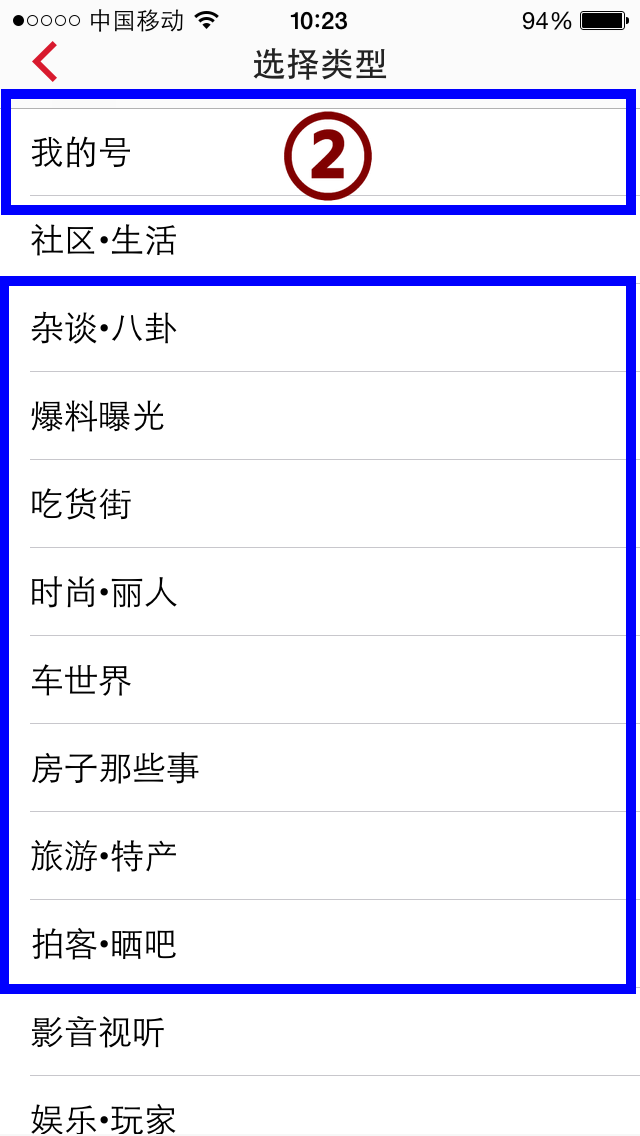 中国移动 10:23 94%
选择类型
我的号
②
社区•生活
杂谈•八卦
爆料曝光
吃货街
时尚•丽人
车世界
房子那些事
旅游•特产
拍客•晒吧
影音视听
娱乐•玩家